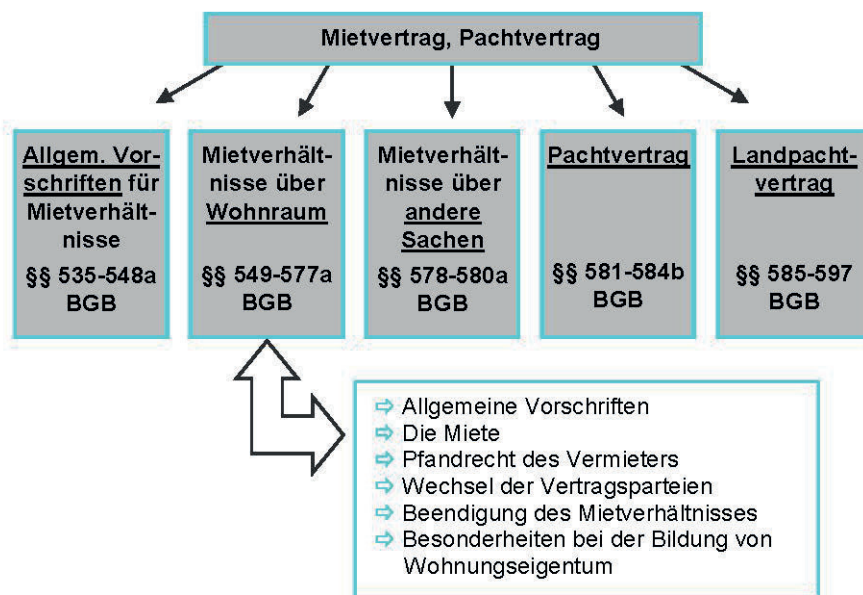 Mietvertrag, Pachtvertrag
Allgem. Vor-
schriften für
Mietverhält-
nisse
§§ 535-548a
BGB
Mietverhält-
nisse über
Wohnraum
§§ 549-577a
BGB
Mietverhält-
nisse über
andere
Sachen
§§ 578-580a
BGB
Pachtvertrag
§§ 581-584b
BGB
Landpacht-
vertrag
§§ 585-597
BGB
⇨ Allgemeine Vorschriften
⇨ Die Miete
⇨ Pfandrecht des Vermieters
⇨ Wechsel der Vertragsparteien
⇨ Beendigung des Mietverhältnisses
⇨ Besonderheiten bei der Bildung von
Wohnungseigentum